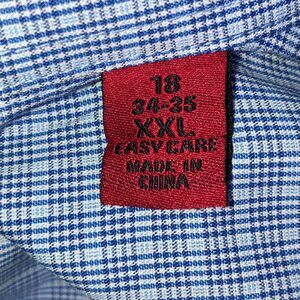 18
34-35
XXL
EASY CARE
MADE IN
CHINA